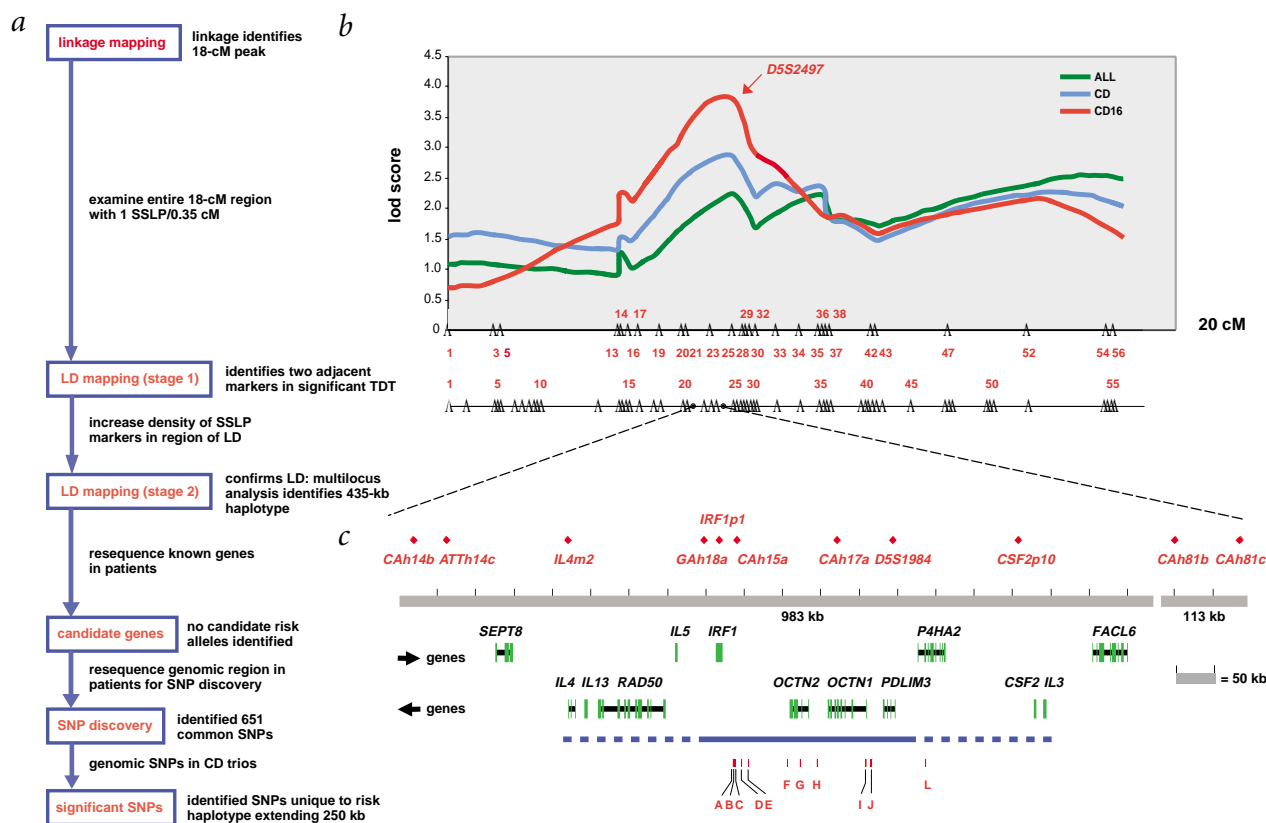 a
linkage mapping
linkage identifies
18-cM peak
examine entire 18-cM region
with 1 SSLP/0.35 cM
LD mapping (stage 1)
identifies two adjacent
markers in significant TDT
increase density of SSLP
markers in region of LD
LD mapping (stage 2)
confirms LD: multilocus
analysis identifies 435-kb
haplotype
resequence known genes
in patients
candidate genes
no candidate risk
alleles identified
resequence genomic region in
patients for SNP discovery
SNP discovery
identified 651
common SNPs
genomic SNPs in CD trios
significant SNPs
identified SNPs unique to risk
haplotype extending 250 kb
b
4.5
4.0
3.5
3.0
2.5
2.0
1.5
1.0
0.5
0
lod score
D5S2497
ALL
CD
CD16
14 17 29 32 36 38
20 cM
1 3 5 13 16 19 20 21 23 25 28 30 33 34 35 37 42 43 47 52 54 56
1 5 10 15 20 25 30 35 40 45 50 55
c
IRF1p1
CAh14b ATTh14c IL4m2 GAh18a CAh15a CAh17a D5S1984 CSF2p10 CAh81b CAh81c
983 kb 113 kb
SEPT8 IL5 IRF1 P4HA2 FACL6
genes
= 50 kb
IL4 IL13 RAD50 OCTN2 OCTN1 PDLIM3 CSF2 IL3
genes
F G H L
A B C D E I J